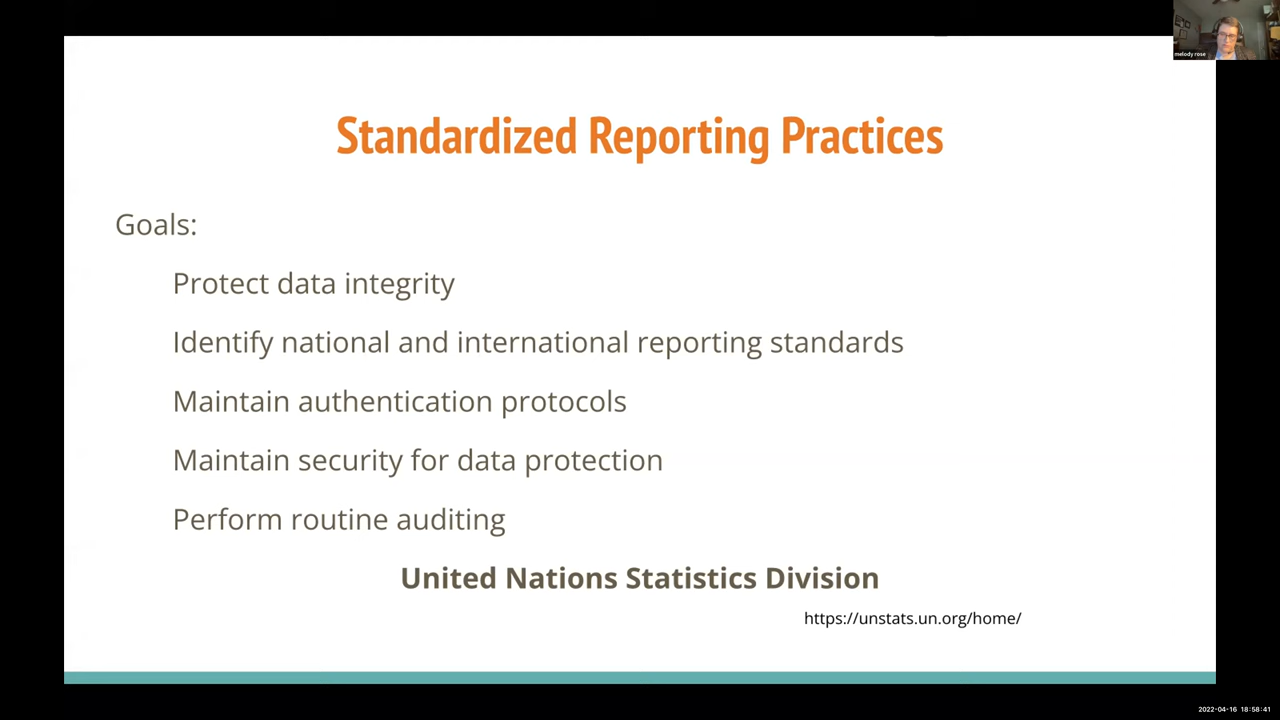 melody rose
Standardized Reporting Practices
Goals:
Protect data integrity
Identify national and international reporting standards
Maintain authentication protocols
Maintain security for data protection
Perform routine auditing
United Nations Statistics Division
https://unstats.un.org/home/
2022-04-16 18:58:41